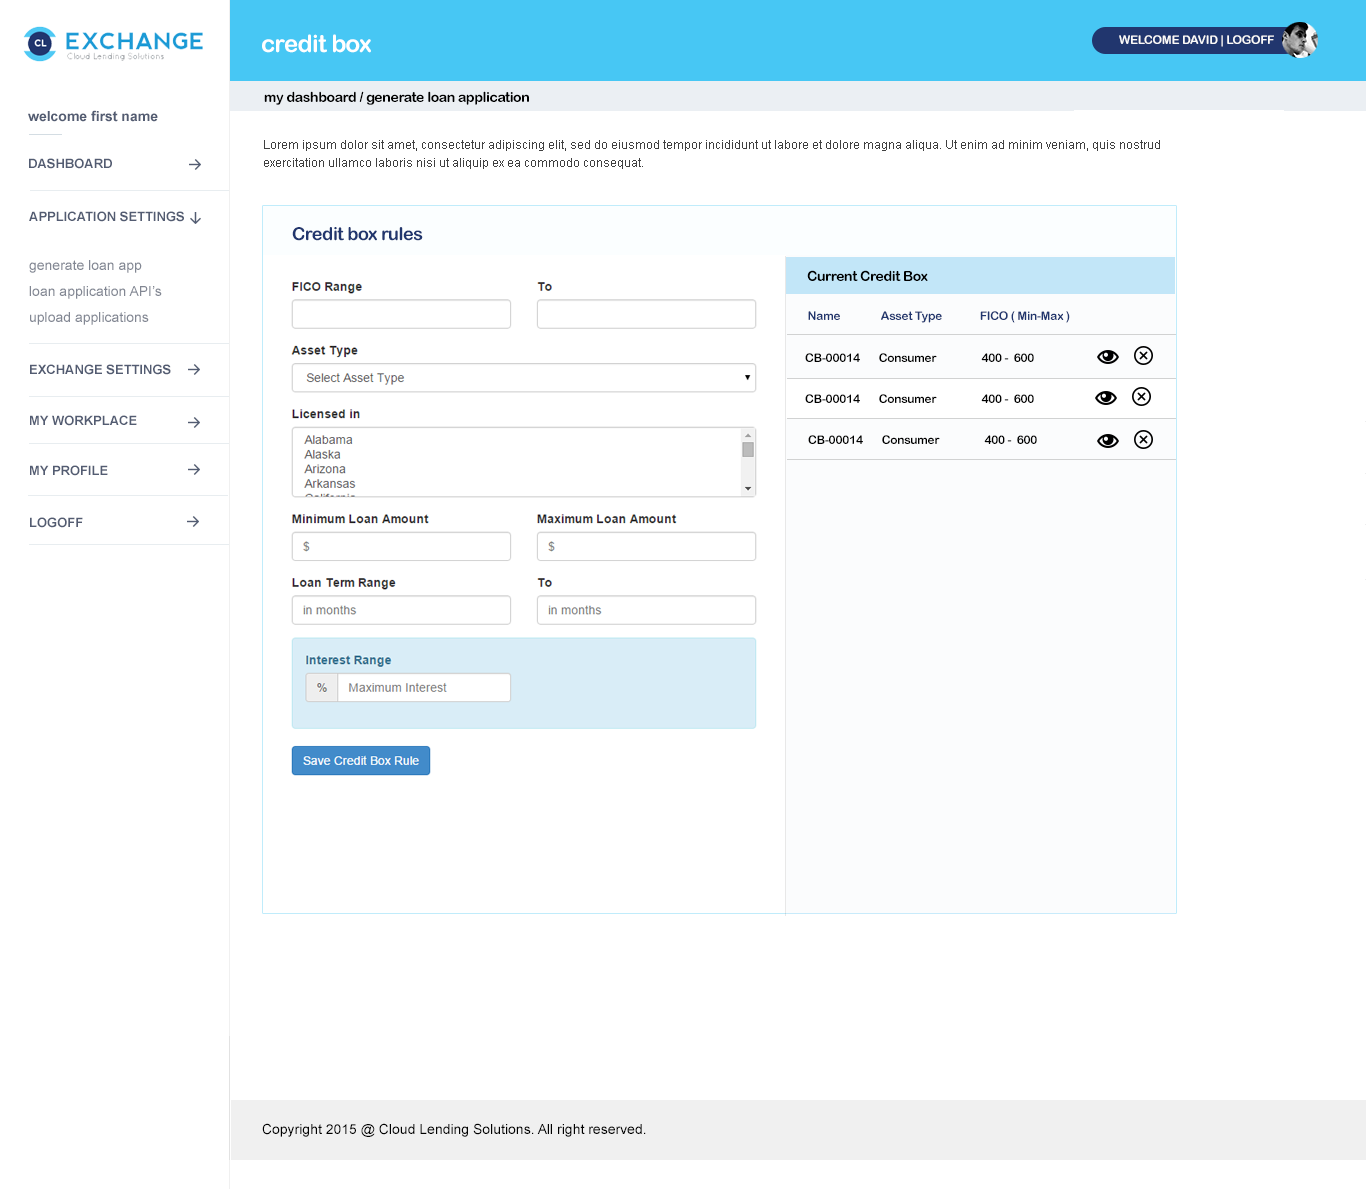 CL EXCHANGE
Cloud Lending Solutions
welcome first name
DASHBOARD
APPLICATION SETTINGS
generate loan app
loan application API's
upload applications
EXCHANGE SETTINGS
MY WORKPLACE
MY PROFILE
LOGOFF
credit box
WELCOME DAVID | LOGOFF
my dashboard / generate loan application
Lorem ipsum dolor sit amet, consectetur adipiscing elit, sed do eiusmod tempor incididunt ut labore et dolore magna aliqua. Ut enim ad minim veniam, quis nostrud
exercitation ullamco laboris nisi ut aliquip ex ea commodo consequat.
Credit box rules
FICO Range To
Asset Type
Select Asset Type
Licensed in
Alabama
Alaska
Arizona
Arkansas
California
Minimum Loan Amount Maximum Loan Amount
$ $
Loan Term Range To
in months in months
Interest Range
% Maximum Interest
Save Credit Box Rule
Current Credit Box
Name Asset Type FICO ( Min-Max )
CB-00014 Consumer 400 - 600
CB-00014 Consumer 400 - 600
CB-00014 Consumer 400 - 600
Copyright 2015 @ Cloud Lending Solutions. All right reserved.